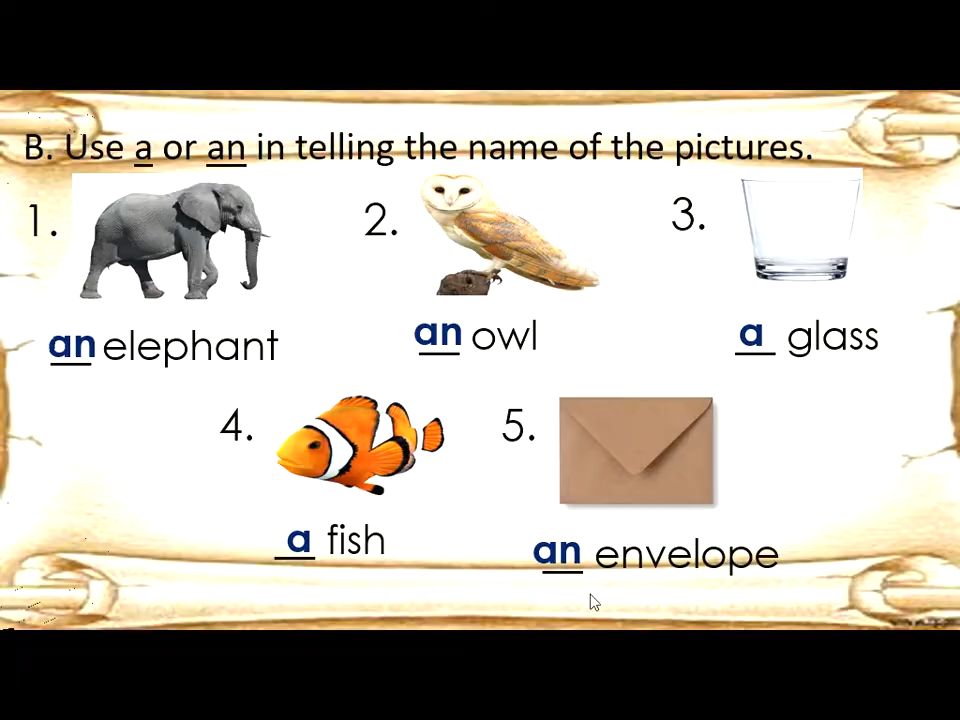 B. Use a or an in telling the name of the pictures.
1. 2. 3.
an elephant an owl a glass
4. 5.
a fish an envelope